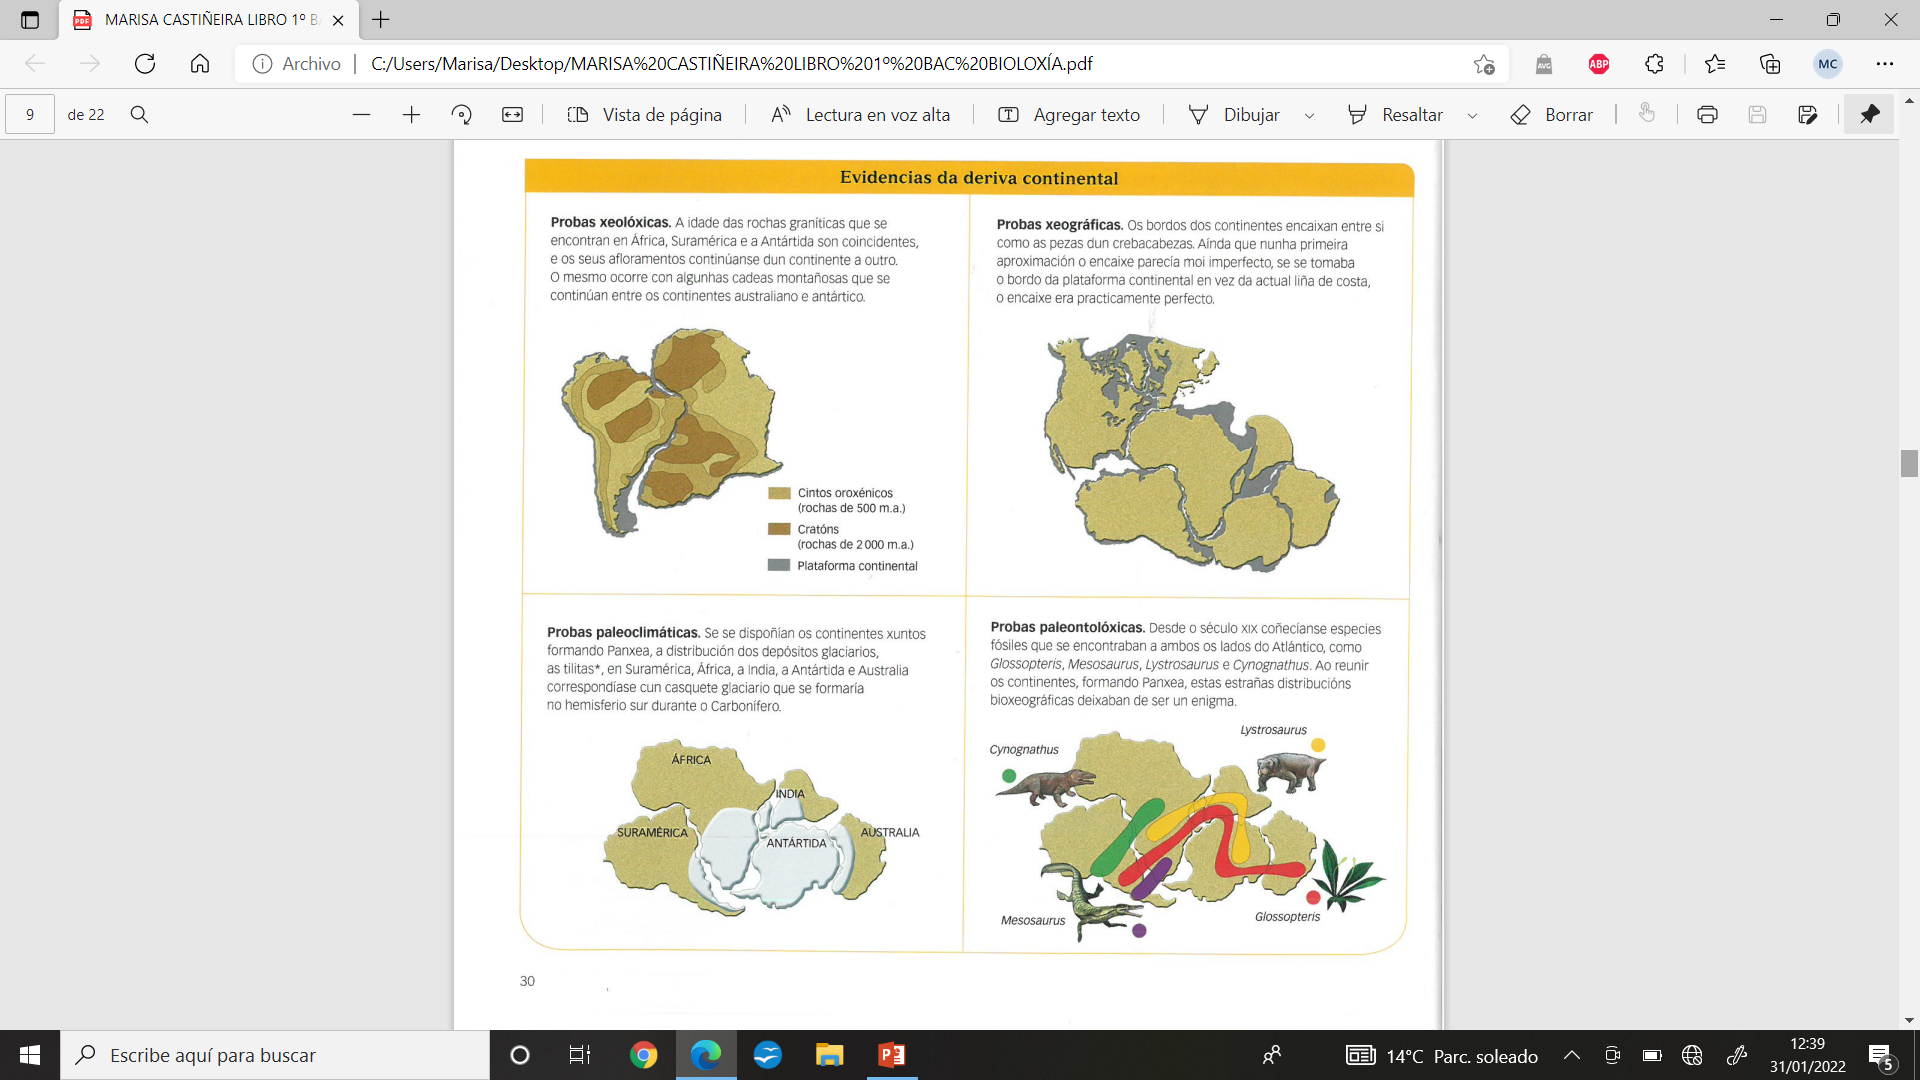 MARISA CASTIÑEIRA LIBRO 1º BA
Archivo
C:/Users/Marisa/Desktop/MARISA%20CASTIÑEIRA%20LIBRO%201º%20BAC%20BIOLOXÍA.pdf
AVG
ABP
MC
9
de 22
Vista de página
Lectura en voz alta
Agregar texto
Dibujar
Resaltar
Borrar
Evidencias da deriva continental
Probas xeolóxicas. A idade das rochas graníticas que se
encontran en África, Suramérica e a Antártida son coincidentes,
e os seus afloramentos continúanse dun continente a outro.
O mesmo ocorre con algunhas cadeas montañosas que se
continúan entre os continentes australiano e antártico.
Cintos oroxénicos
(rochas de 500 m.a.)
Cratóns
(rochas de 2 000 m.a.)
Plataforma continental
Probas xeográficas. Os bordos dos continentes encaixan entre si
como as pezas dun crebacabezas. Aínda que nunha primeira
aproximación o encaixe parecía moi imperfecto, se se tomaba
o bordo da plataforma continental en vez da actual liña de costa,
o encaixe era practicamente perfecto.
Probas paleoclimáticas. Se se dispoñían os continentes xuntos
formando Panxea, a distribución dos depósitos glaciarios,
as tilitas*, en Suramérica, África, a India, a Antártida e Australia
correspondíase cun casquete glaciario que se formaría
no hemisferio sur durante o Carbonífero.
ÁFRICA
INDIA
SURAMÉRICA
ANTÁRTIDA
AUSTRALIA
Probas paleontolóxicas. Desde o século XIX coñecíanse especies
fósiles que se encontraban a ambos os lados do Atlántico, como
Glossopteris, Mesosaurus, Lystrosaurus e Cynognathus. Ao reunir
os continentes, formando Panxea, estas estrañas distribucións
bioxeográficas deixaban de ser un enigma.
Lystrosaurus
Cynognathus
Mesosaurus
Glossopteris
30
Escribe aquí para buscar
14°C Parc. soleado
12:39
31/01/2022
5